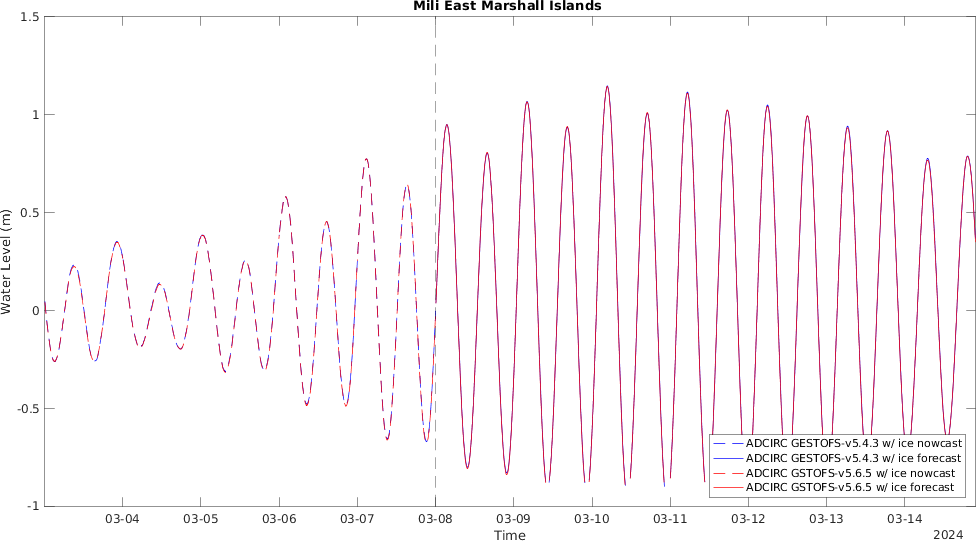 Mili East Marshall Islands
1.5
1
0.5
0
-0.5
-1
Water Level (m)
ADCIRC GESTOFS-v5.4.3 w/ ice nowcast
ADCIRC GESTOFS-v5.4.3 w/ ice forecast
ADCIRC GSTOFS-v5.6.5 w/ ice nowcast
ADCIRC GSTOFS-v5.6.5 w/ ice forecast
03-04 03-05 03-06 03-07 03-08 03-09 03-10 03-11 03-12 03-13 03-14
Time
2024